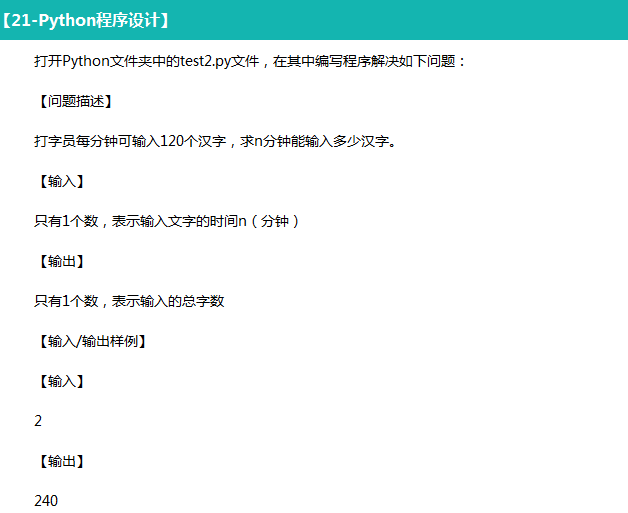 【21-Python程序设计】
打开Python文件夹中的test2.py文件，在其中编写程序解决如下问题：
【问题描述】
打字员每分钟可输入120个汉字，求n分钟能输入多少汉字。
【输入】
只有1个数，表示输入文字的时间n（分钟）
【输出】
只有1个数，表示输入的总字数
【输入/输出样例】
【输入】
2
【输出】
240